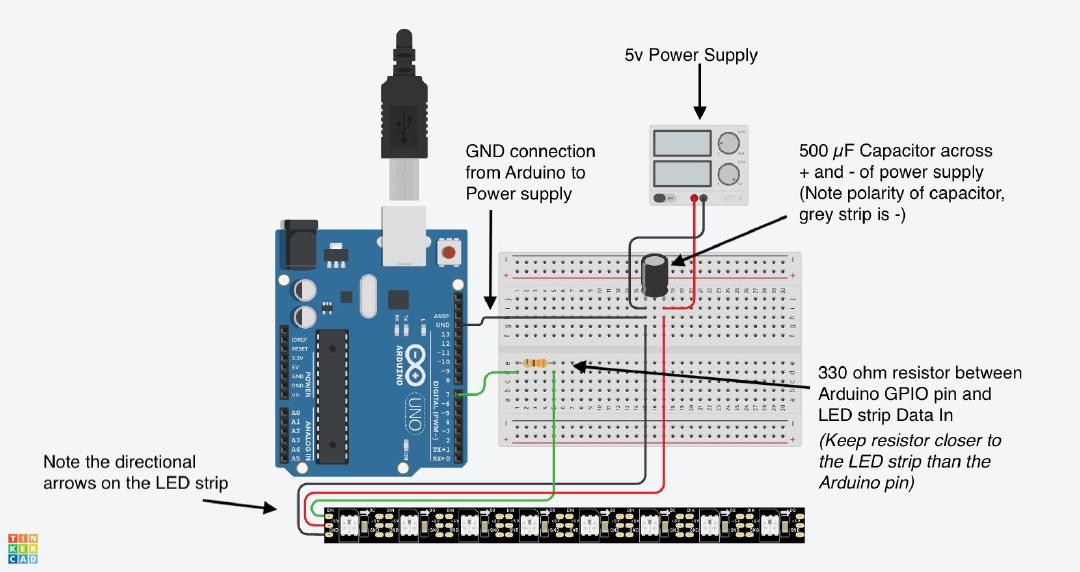 5v Power Supply
GND connection
from Arduino to
Power supply
500 µF Capacitor across
+ and - of power supply
(Note polarity of capacitor,
grey strip is -)
330 ohm resistor between
Arduino GPIO pin and
LED strip Data In
(Keep resistor closer to
the LED strip than the
Arduino pin)
Note the directional
arrows on the LED strip
AREF
GND
13
12
~11
~10
~9
8
7
~6
~5
4
~3
2
TX→1
RX←0
DIGITAL (PWM~)
IOREF
RESET
3.3V
5V
GND
GND
Vin
POWER
A0
A1
A2
A3
A4
A5
ANALOG IN
TX
RX
L
ON
ARDUINO
UNO
DIN
+5V
GND
TIN
KER
CAD